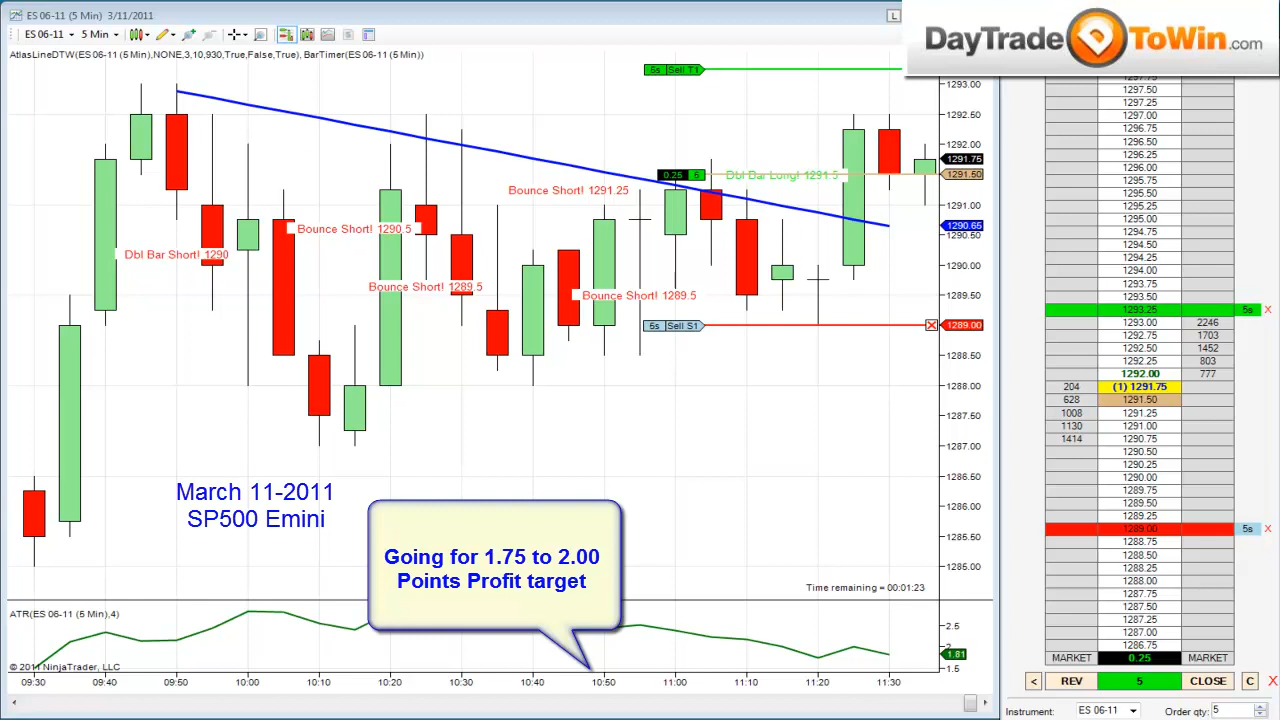 ES 06-11 (5 Min)  3/11/2011
L
DayTradeToWin.com
ES 06-11
5 Min
AtlasLineDTW(ES 06-11 (5 Min),NONE,3,10,930,True,False,True), BarTimer(ES 06-11 (5 Min))
5s Sell T1
1293.00
1292.50
1292.00
1291.75
1291.50
1291.00
1290.65
1290.50
1290.00
1289.50
1289.00
1288.50
1288.00
1287.50
1287.00
1286.50
1286.00
1285.50
1285.00
Bounce Short! 1291.25
0.25 5
Dbl Bar Long! 1291.5
Bounce Short! 1290.5
Dbl Bar Short! 1290
Bounce Short! 1289.5
Bounce Short! 1289.5
5s Sell S1
March 11-2011
SP500 Emini
Going for 1.75 to 2.00
Points Profit target
Time remaining = 00:01:23
ATR(ES 06-11 (5 Min),4)
2.5
2
1.81
1.5
© 2011 NinjaTrader, LLC
09:30 09:40 09:50 10:00 10:10 10:20 10:30 10:40 10:50 11:00 11:10 11:20 11:30
1297.75
1297.50
1297.25
1297.00
1296.75
1296.50
1296.25
1296.00
1295.75
1295.50
1295.25
1295.00
1294.75
1294.50
1294.25
1294.00
1293.75
1293.50
1293.25 5s X
1293.00 2246
1292.75 1703
1292.50 1452
1292.25 803
1292.00 777
204 (1) 1291.75
628 1291.50
1008 1291.25
1130 1291.00
1414 1290.75
1290.50
1290.25
1290.00
1289.75
1289.50
1289.25
1289.00 5s X
1288.75
1288.50
1288.25
1288.00
1287.75
1287.50
1287.25
1287.00
1286.75
MARKET 0.25 MARKET
< REV 5 CLOSE C X
Instrument: ES 06-11 Order qty: 5